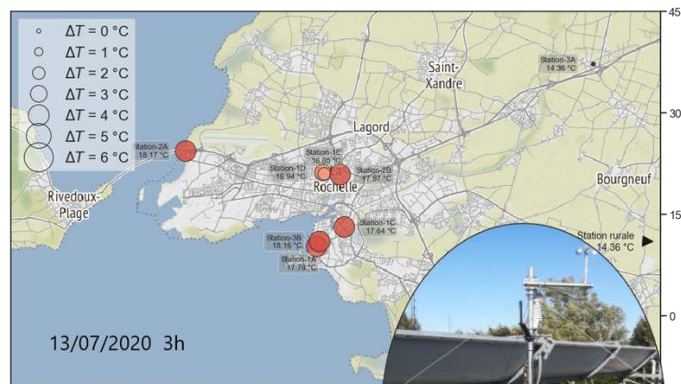 ΔT = 0 °C
ΔT = 1 °C
ΔT = 2 °C
ΔT = 3 °C
ΔT = 4 °C
ΔT = 5 °C
ΔT = 6 °C
45
30
15
0
Station-3A
14.36 °C
Saint-
Xandre
Lagord
Station-2A
18.17 °C
Station-1E
16.05 °C
Station-1D
16.94 °C
Station-2B
17.97 °C
Rochelle
Bourgneuf
Rivedoux-
Plage
Station-1C
17.64 °C
Station-3B
18.16 °C
Station-1A
17.78 °C
Station rurale
14.36 °C
13/07/2020 3h